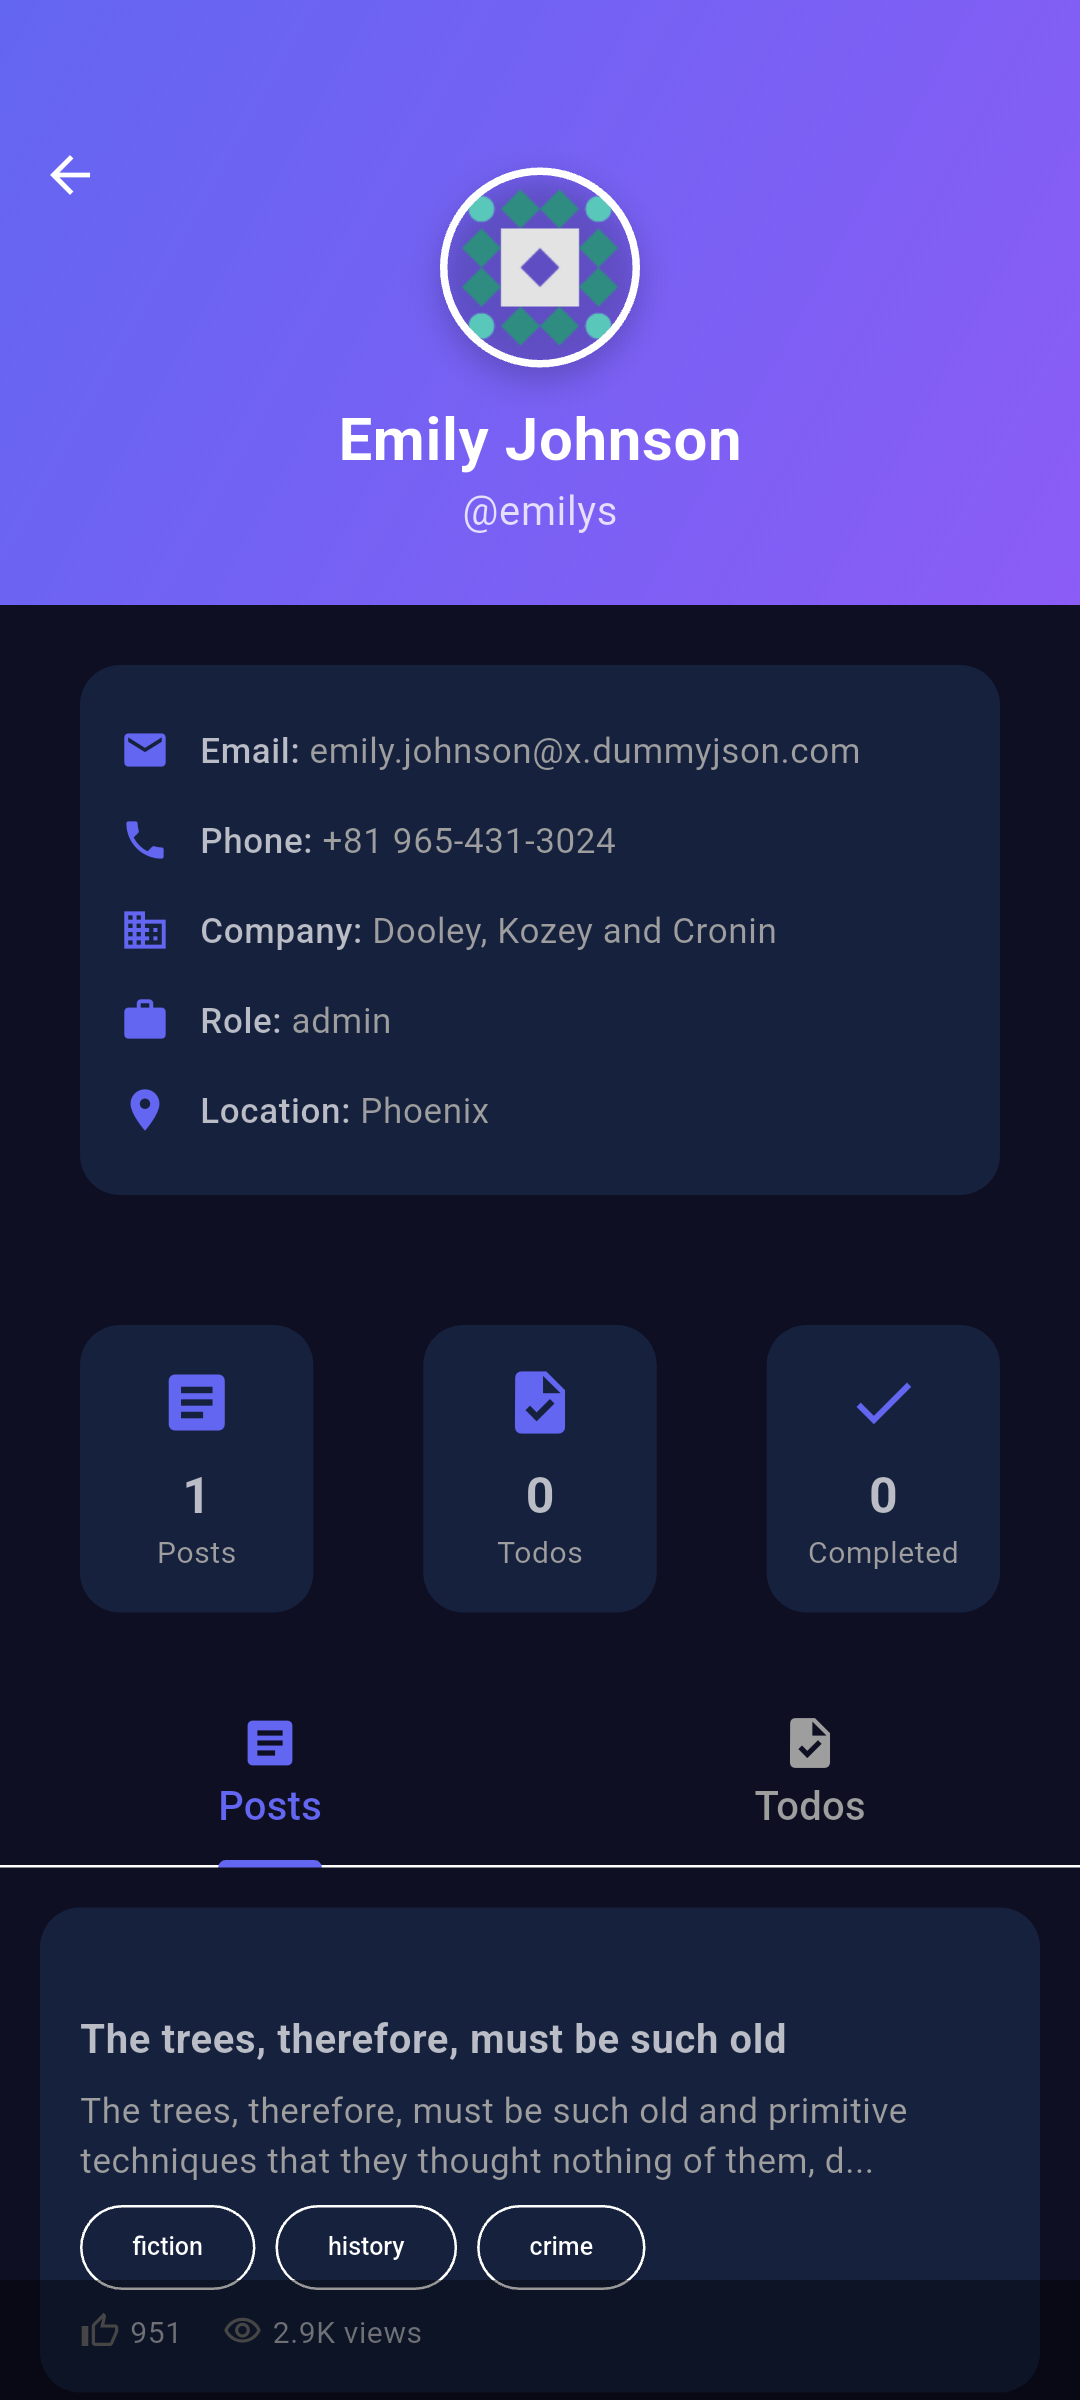 Emily Johnson
@emilys
Email: emily.johnson@x.dummyjson.com
Phone: +81 965-431-3024
Company: Dooley, Kozey and Cronin
Role: admin
Location: Phoenix
1
Posts
0
Todos
0
Completed
Posts
Todos
The trees, therefore, must be such old
The trees, therefore, must be such old and primitive
techniques that they thought nothing of them, d...
fiction history crime
951 2.9K views